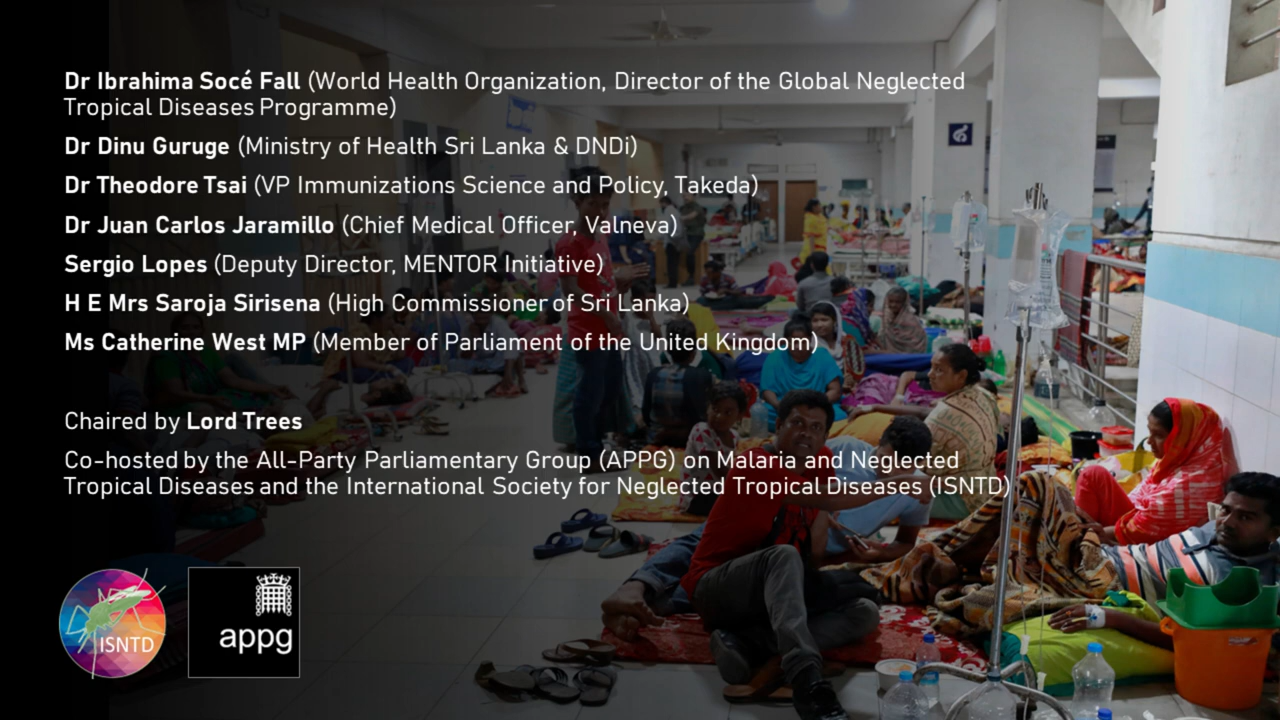 Dr Ibrahima Socé Fall (World Health Organization, Director of the Global Neglected
Tropical Diseases Programme)
Dr Dinu Guruge (Ministry of Health Sri Lanka & DNDi)
Dr Theodore Tsai (VP Immunizations Science and Policy, Takeda)
Dr Juan Carlos Jaramillo (Chief Medical Officer, Valneva)
Sergio Lopes (Deputy Director, MENTOR Initiative)
H E Mrs Saroja Sirisena (High Commissioner of Sri Lanka)
Ms Catherine West MP (Member of Parliament of the United Kingdom)
Chaired by Lord Trees
Co-hosted by the All-Party Parliamentary Group (APPG) on Malaria and Neglected
Tropical Diseases and the International Society for Neglected Tropical Diseases (ISNTD)
ISNTD
appg